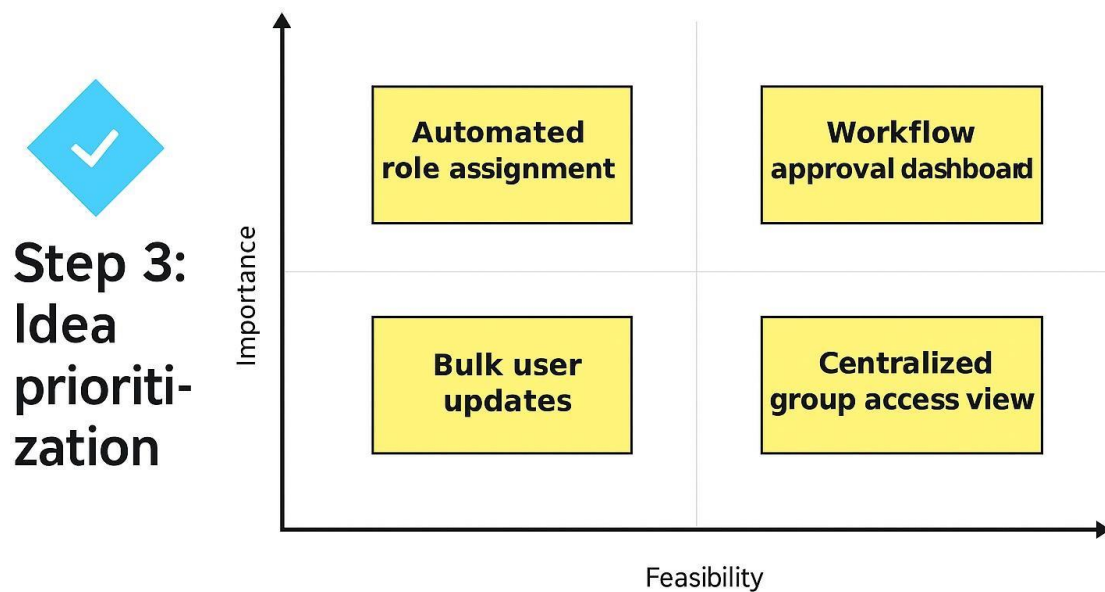 Step 3:
Idea
prioriti-
zation
Importance
Automated
role assignment
Workflow
approval dashboard
Bulk user
updates
Centralized
group access view
Feasibility